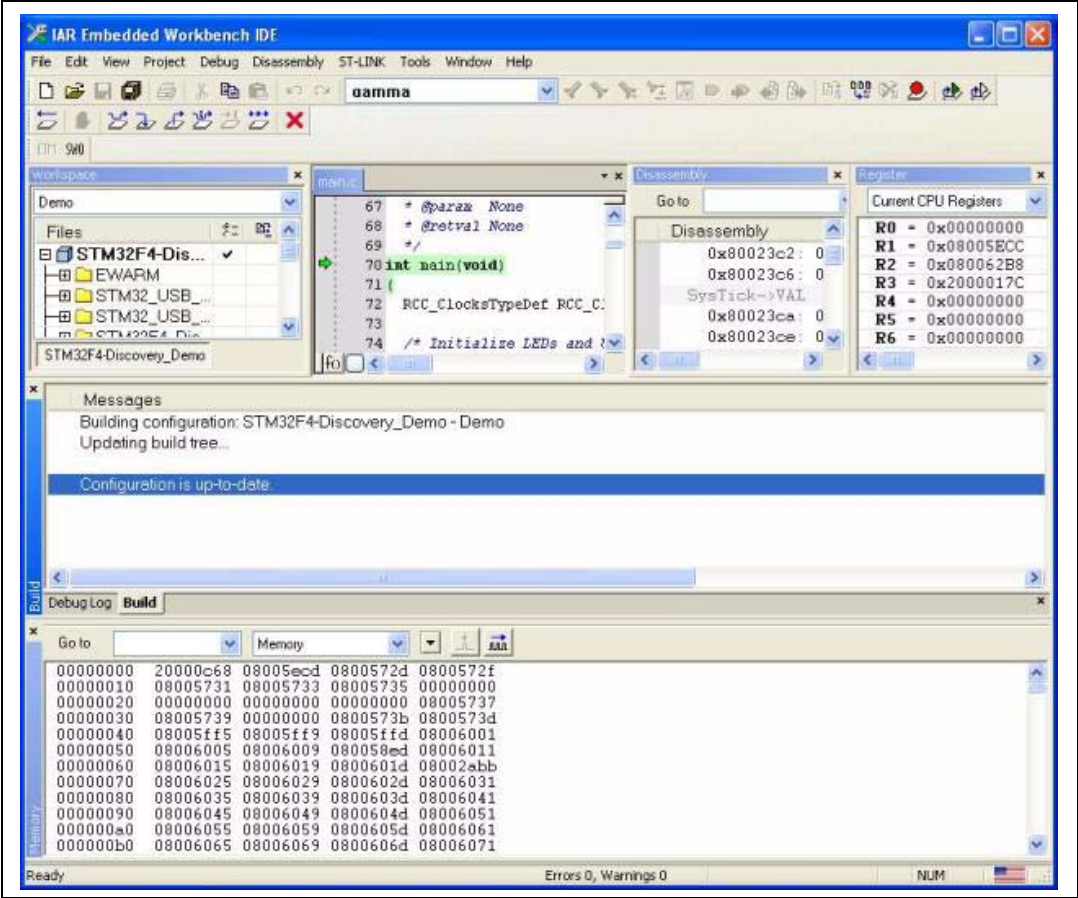 IAR Embedded Workbench IDE
File Edit View Project Debug Disassembly ST-LINK Tools Window Help
gamma
SWO
Workspace
Demo
Files
STM32F4-Dis...
EWARM
STM32_USB_...
STM32_USB_...
STM32F4-Discovery_Demo
main.c
67 * @param None
68 * @retval None
69 */
70 int main(void)
71 {
72 RCC_ClocksTypeDef RCC_C
73
74 /* Initialize LEDs and
Disassembly
Go to
Disassembly
0x80023c2: 0
0x80023c6: 0
SysTick->VAL
0x80023ca: 0
0x80023ce: 0
Register
Current CPU Registers
R0 = 0x00000000
R1 = 0x08005ECC
R2 = 0x080062B8
R3 = 0x2000017C
R4 = 0x00000000
R5 = 0x00000000
R6 = 0x00000000
Messages
Building configuration: STM32F4-Discovery_Demo - Demo
Updating build tree...
Configuration is up-to-date.
Build
Debug Log Build
Go to Memory
00000000 20000c68 08005ecd 0800572d 0800572f
00000010 08005731 08005733 08005735 00000000
00000020 00000000 00000000 00000000 08005737
00000030 08005739 00000000 0800573b 0800573d
00000040 08005ff5 08005ff9 08005ffd 08006001
00000050 08006005 08006009 080058ed 08006011
00000060 08006015 08006019 0800601d 08002abb
00000070 08006025 08006029 0800602d 08006031
00000080 08006035 08006039 0800603d 08006041
00000090 08006045 08006049 0800604d 08006051
000000a0 08006055 08006059 0800605d 08006061
000000b0 08006065 08006069 0800606d 08006071
Memory
Ready Errors 0, Warnings 0 NUM